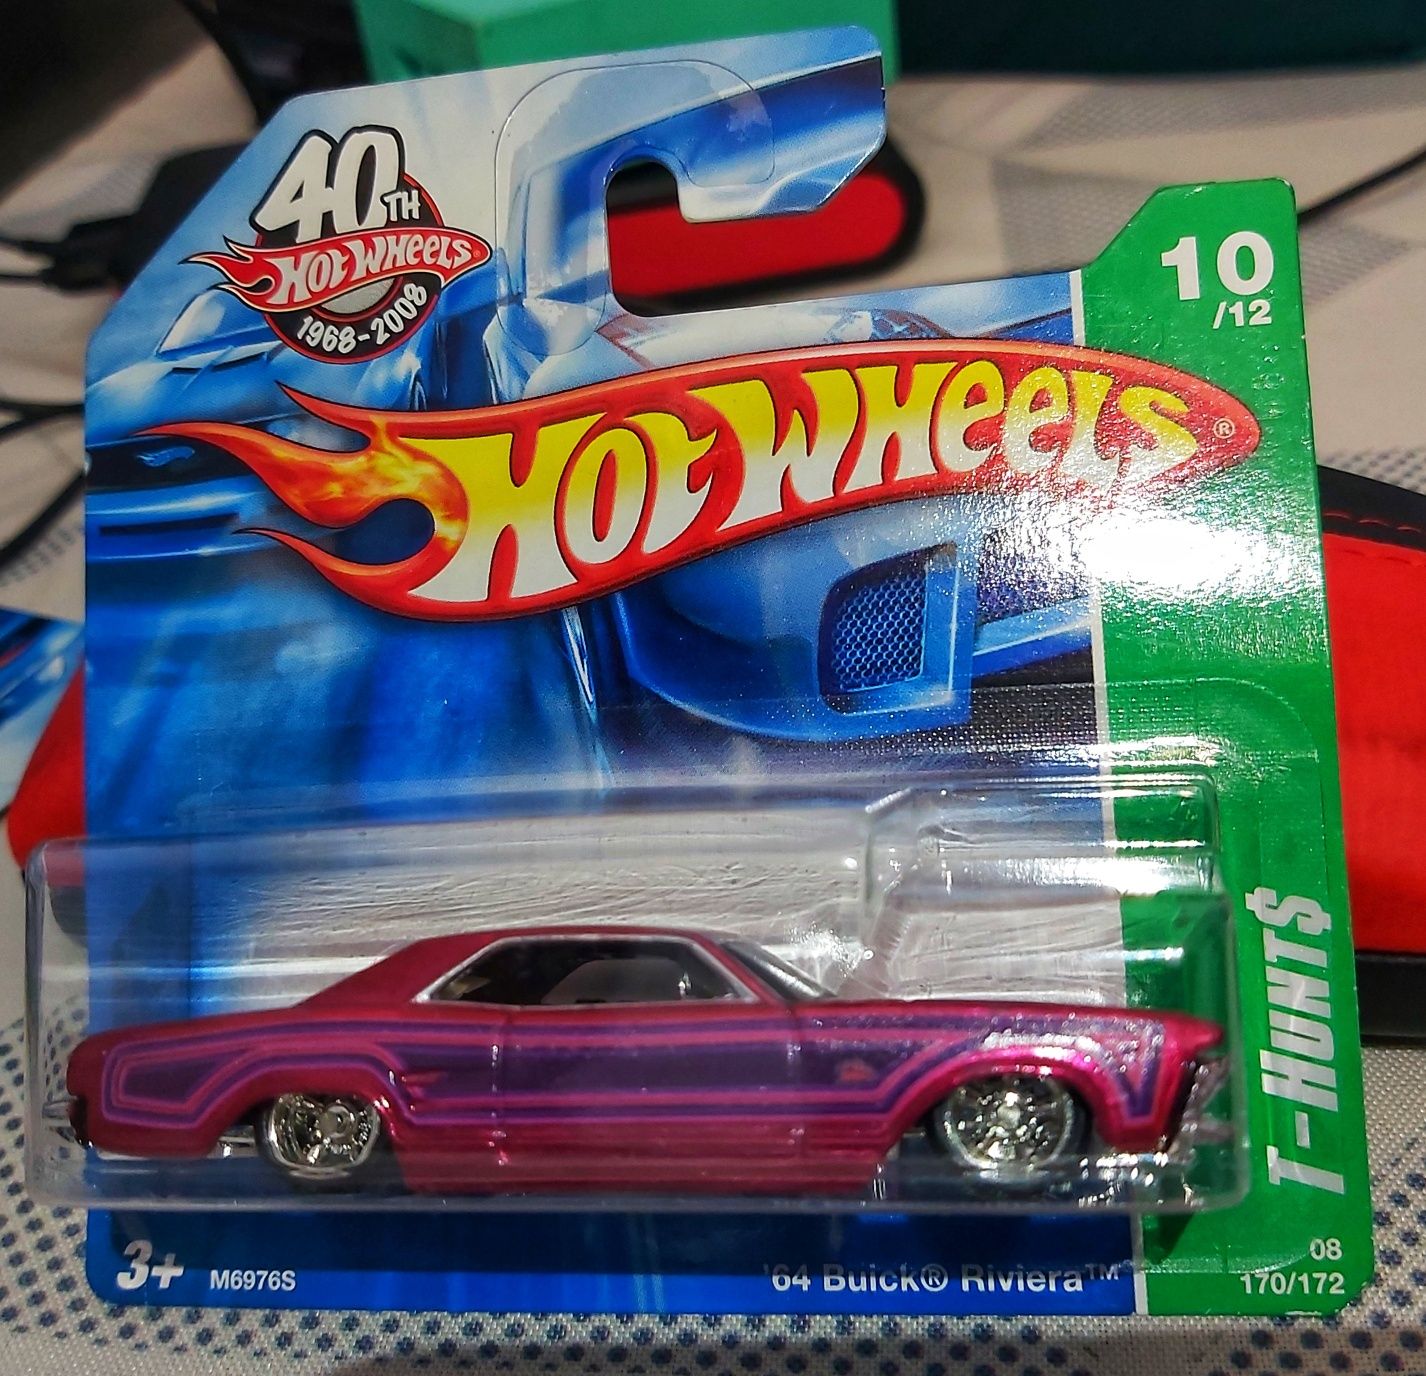 40TH
HOT WHEELS
1968-2008
10
/12
HOT WHEELS®
T-HUNT$
3+
M6976S
'64 Buick® Riviera™
08
170/172